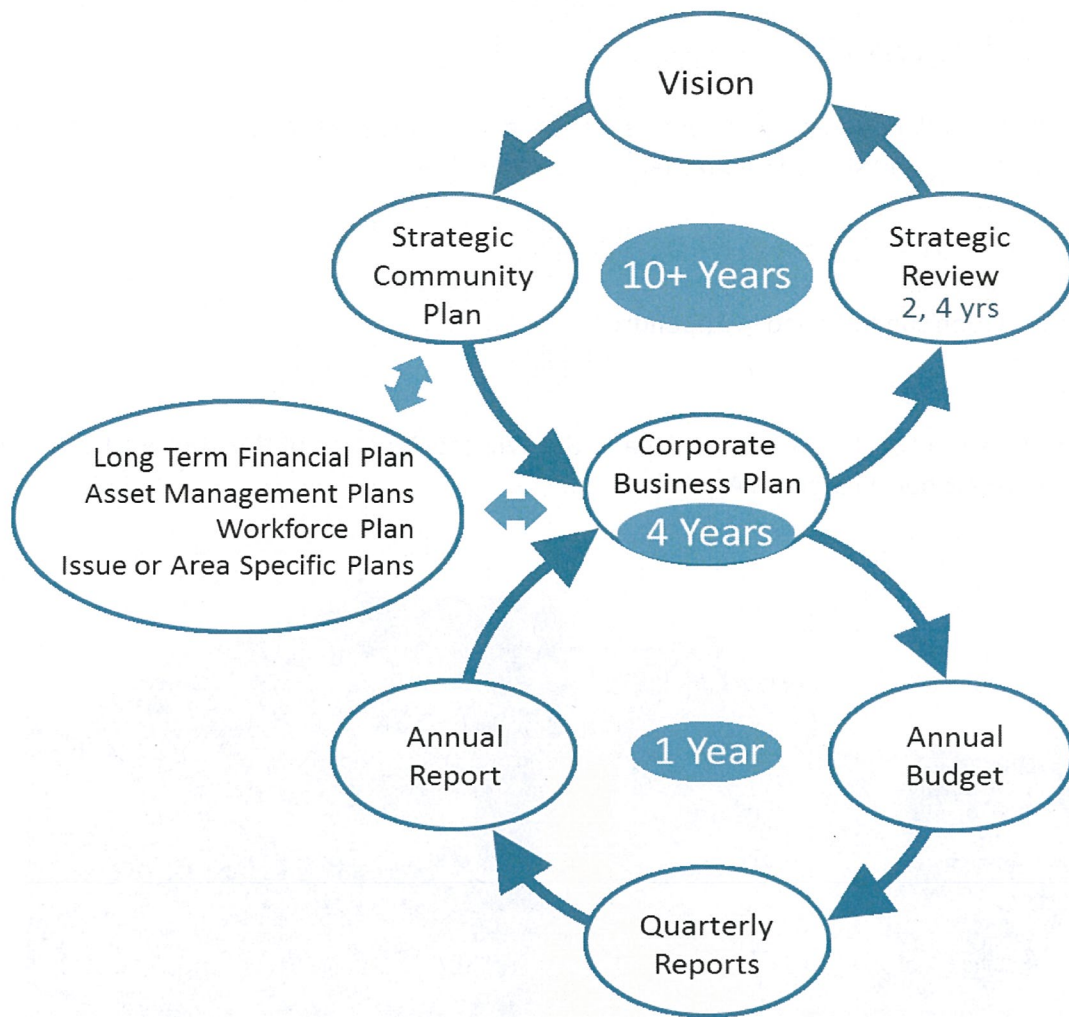 Vision
Strategic
Community
Plan
10+ Years
Strategic
Review
2, 4 yrs
Long Term Financial Plan
Asset Management Plans
Workforce Plan
Issue or Area Specific Plans
Corporate
Business Plan
4 Years
Annual
Report
1 Year
Annual
Budget
Quarterly
Reports